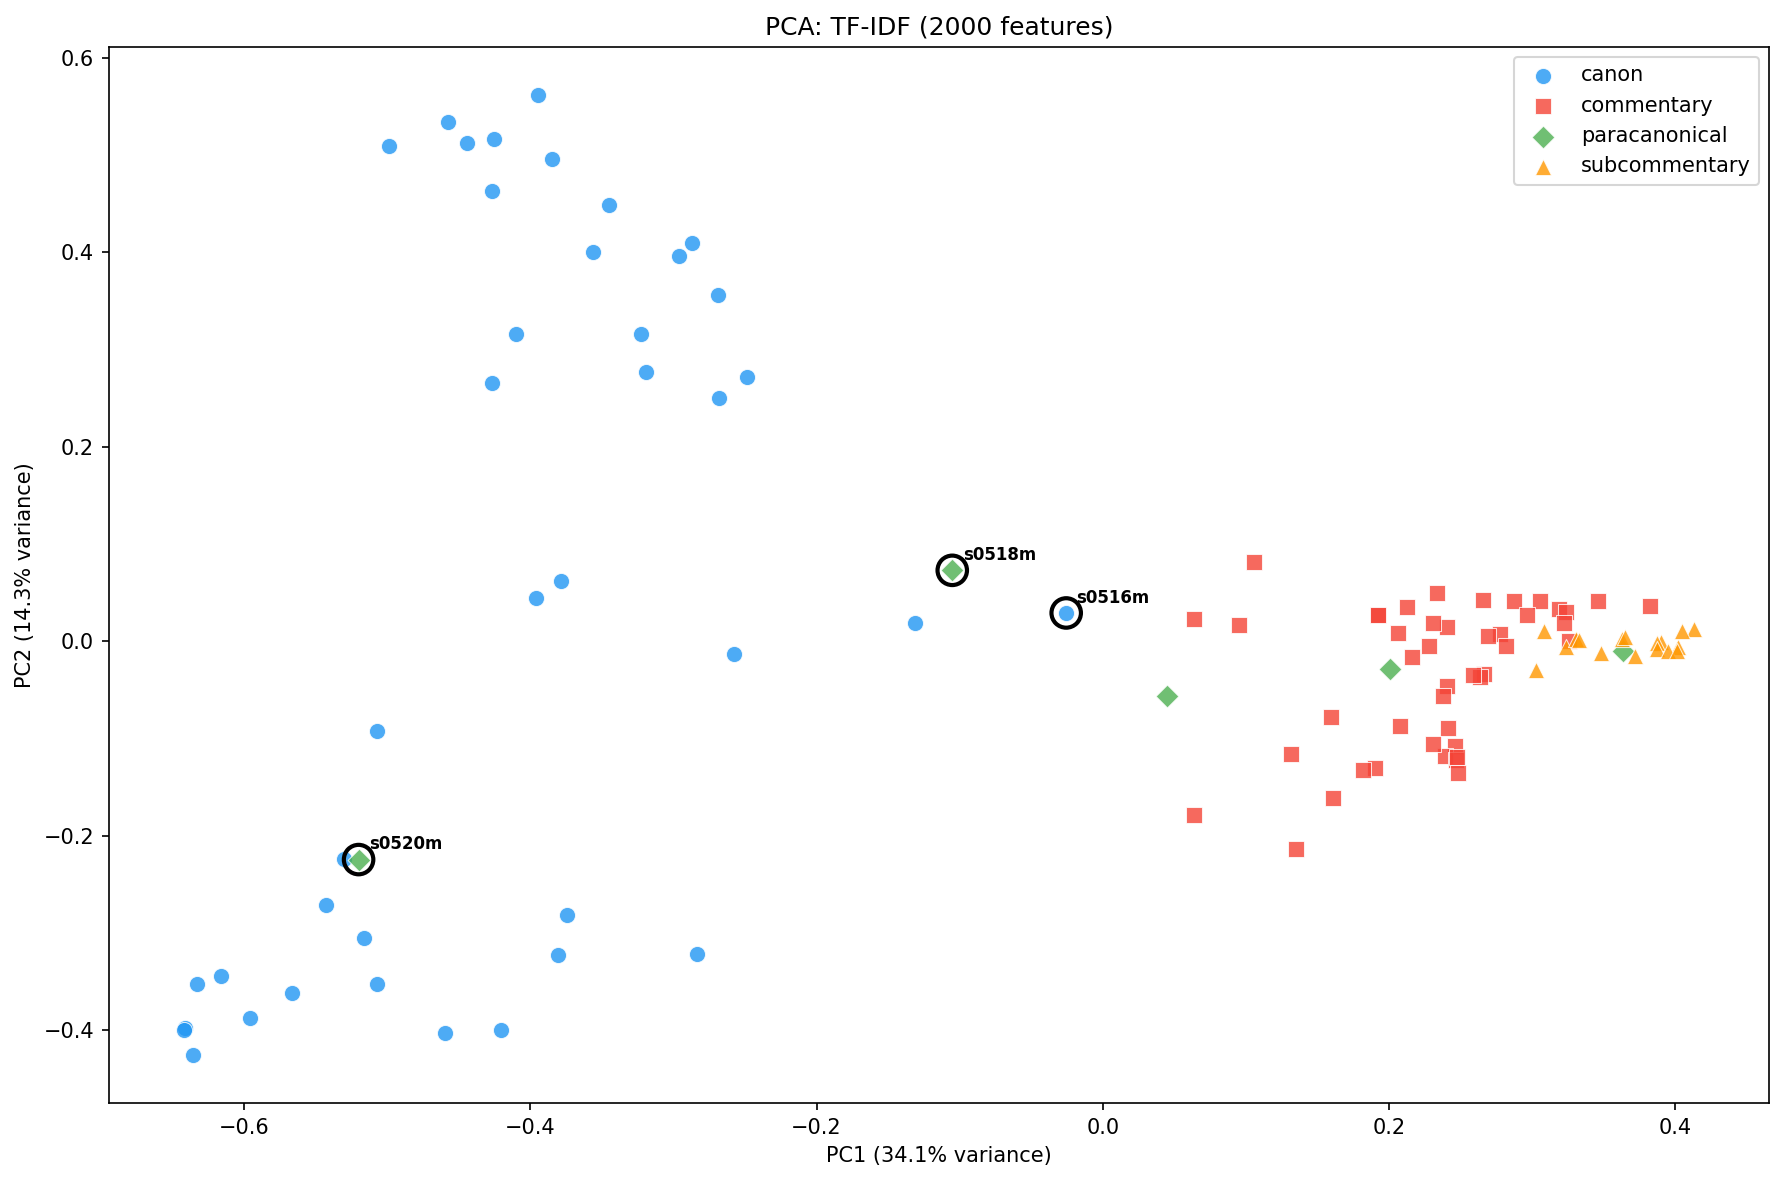 PCA: TF-IDF (2000 features)
canon
commentary
paracanonical
subcommentary
0.6
0.4
0.2
0.0
−0.2
−0.4
PC2 (14.3% variance)
s0518m
s0516m
s0520m
−0.6
−0.4
−0.2
0.0
0.2
0.4
PC1 (34.1% variance)